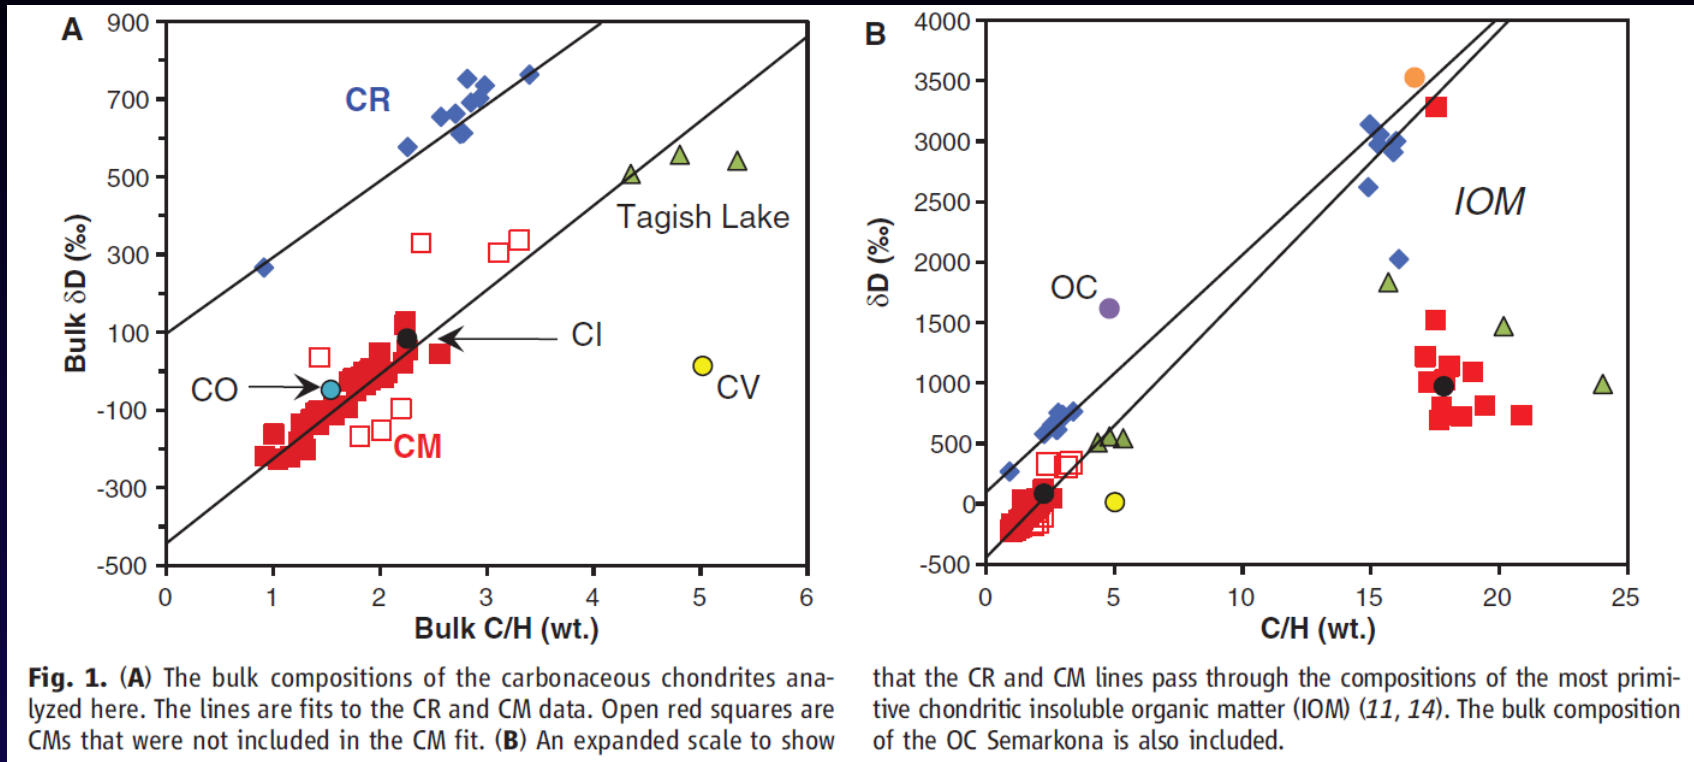 A
900
700
500
300
100
-100
-300
-500
Bulk δD (‰)
CR
Tagish Lake
CI
CO
CV
CM
0 1 2 3 4 5 6
Bulk C/H (wt.)
B
4000
3500
3000
2500
2000
1500
1000
500
0
-500
δD (‰)
IOM
OC
0 5 10 15 20 25
C/H (wt.)
Fig. 1. (A) The bulk compositions of the carbonaceous chondrites ana-
lyzed here. The lines are fits to the CR and CM data. Open red squares are
CMs that were not included in the CM fit. (B) An expanded scale to show
that the CR and CM lines pass through the compositions of the most primi-
tive chondritic insoluble organic matter (IOM) (11, 14). The bulk composition
of the OC Semarkona is also included.